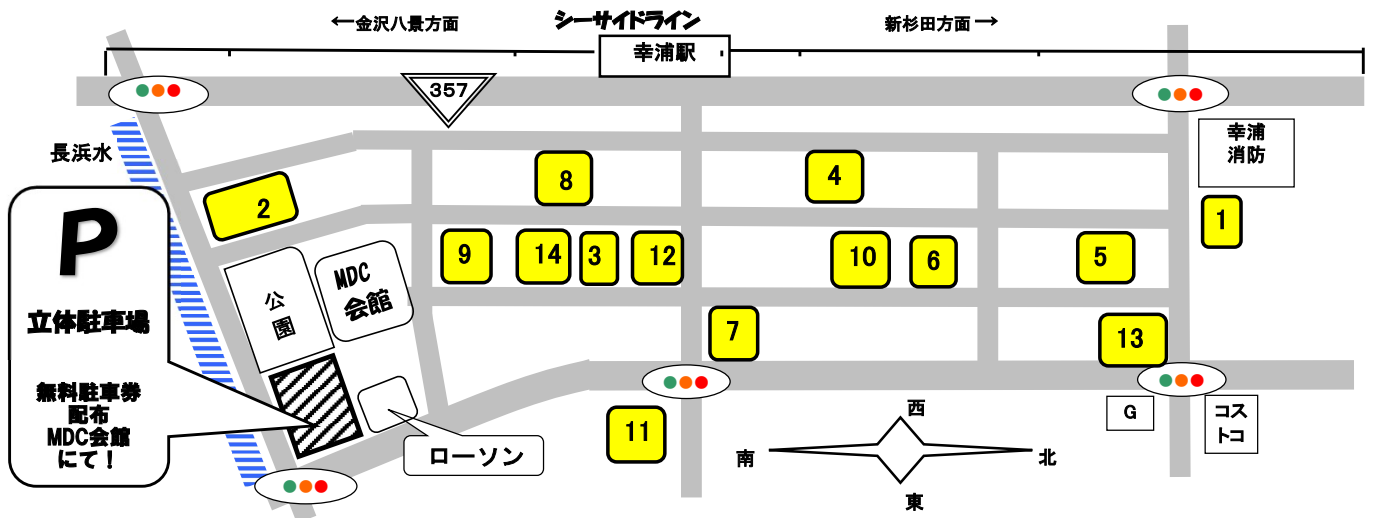 ←金沢八景方面
シーサイドライン
新杉田方面→
幸浦駅
357
長浜水
幸浦
消防
P
立体駐車場
無料駐車券
配布
MDC会館
にて!
2
8
4
1
9
14
3
12
10
6
5
公
園
MDC
会館
7
13
11
ローソン
G
コス
トコ
西
南
北
東